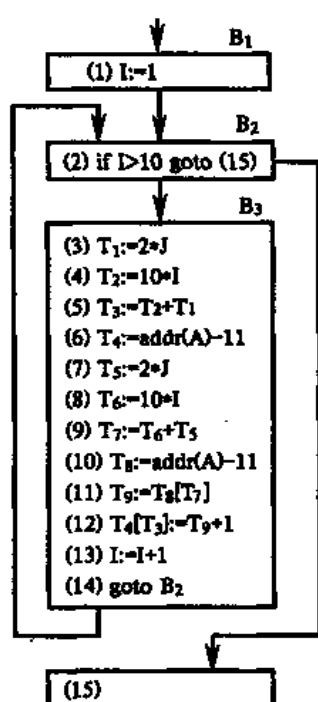 B₁
(1) I:=1
B₂
(2) if I>10 goto (15)
B₃
(3) T₁:=2*J
(4) T₂:=10*I
(5) T₃:=T₂+T₁
(6) T₄:=addr(A)-11
(7) T₅:=2*J
(8) T₆:=10*I
(9) T₇:=T₆+T₅
(10) T₈:=addr(A)-11
(11) T₉:=T₈[T₇]
(12) T₄[T₃]:=T₉+1
(13) I:=I+1
(14) goto B₂
(15)